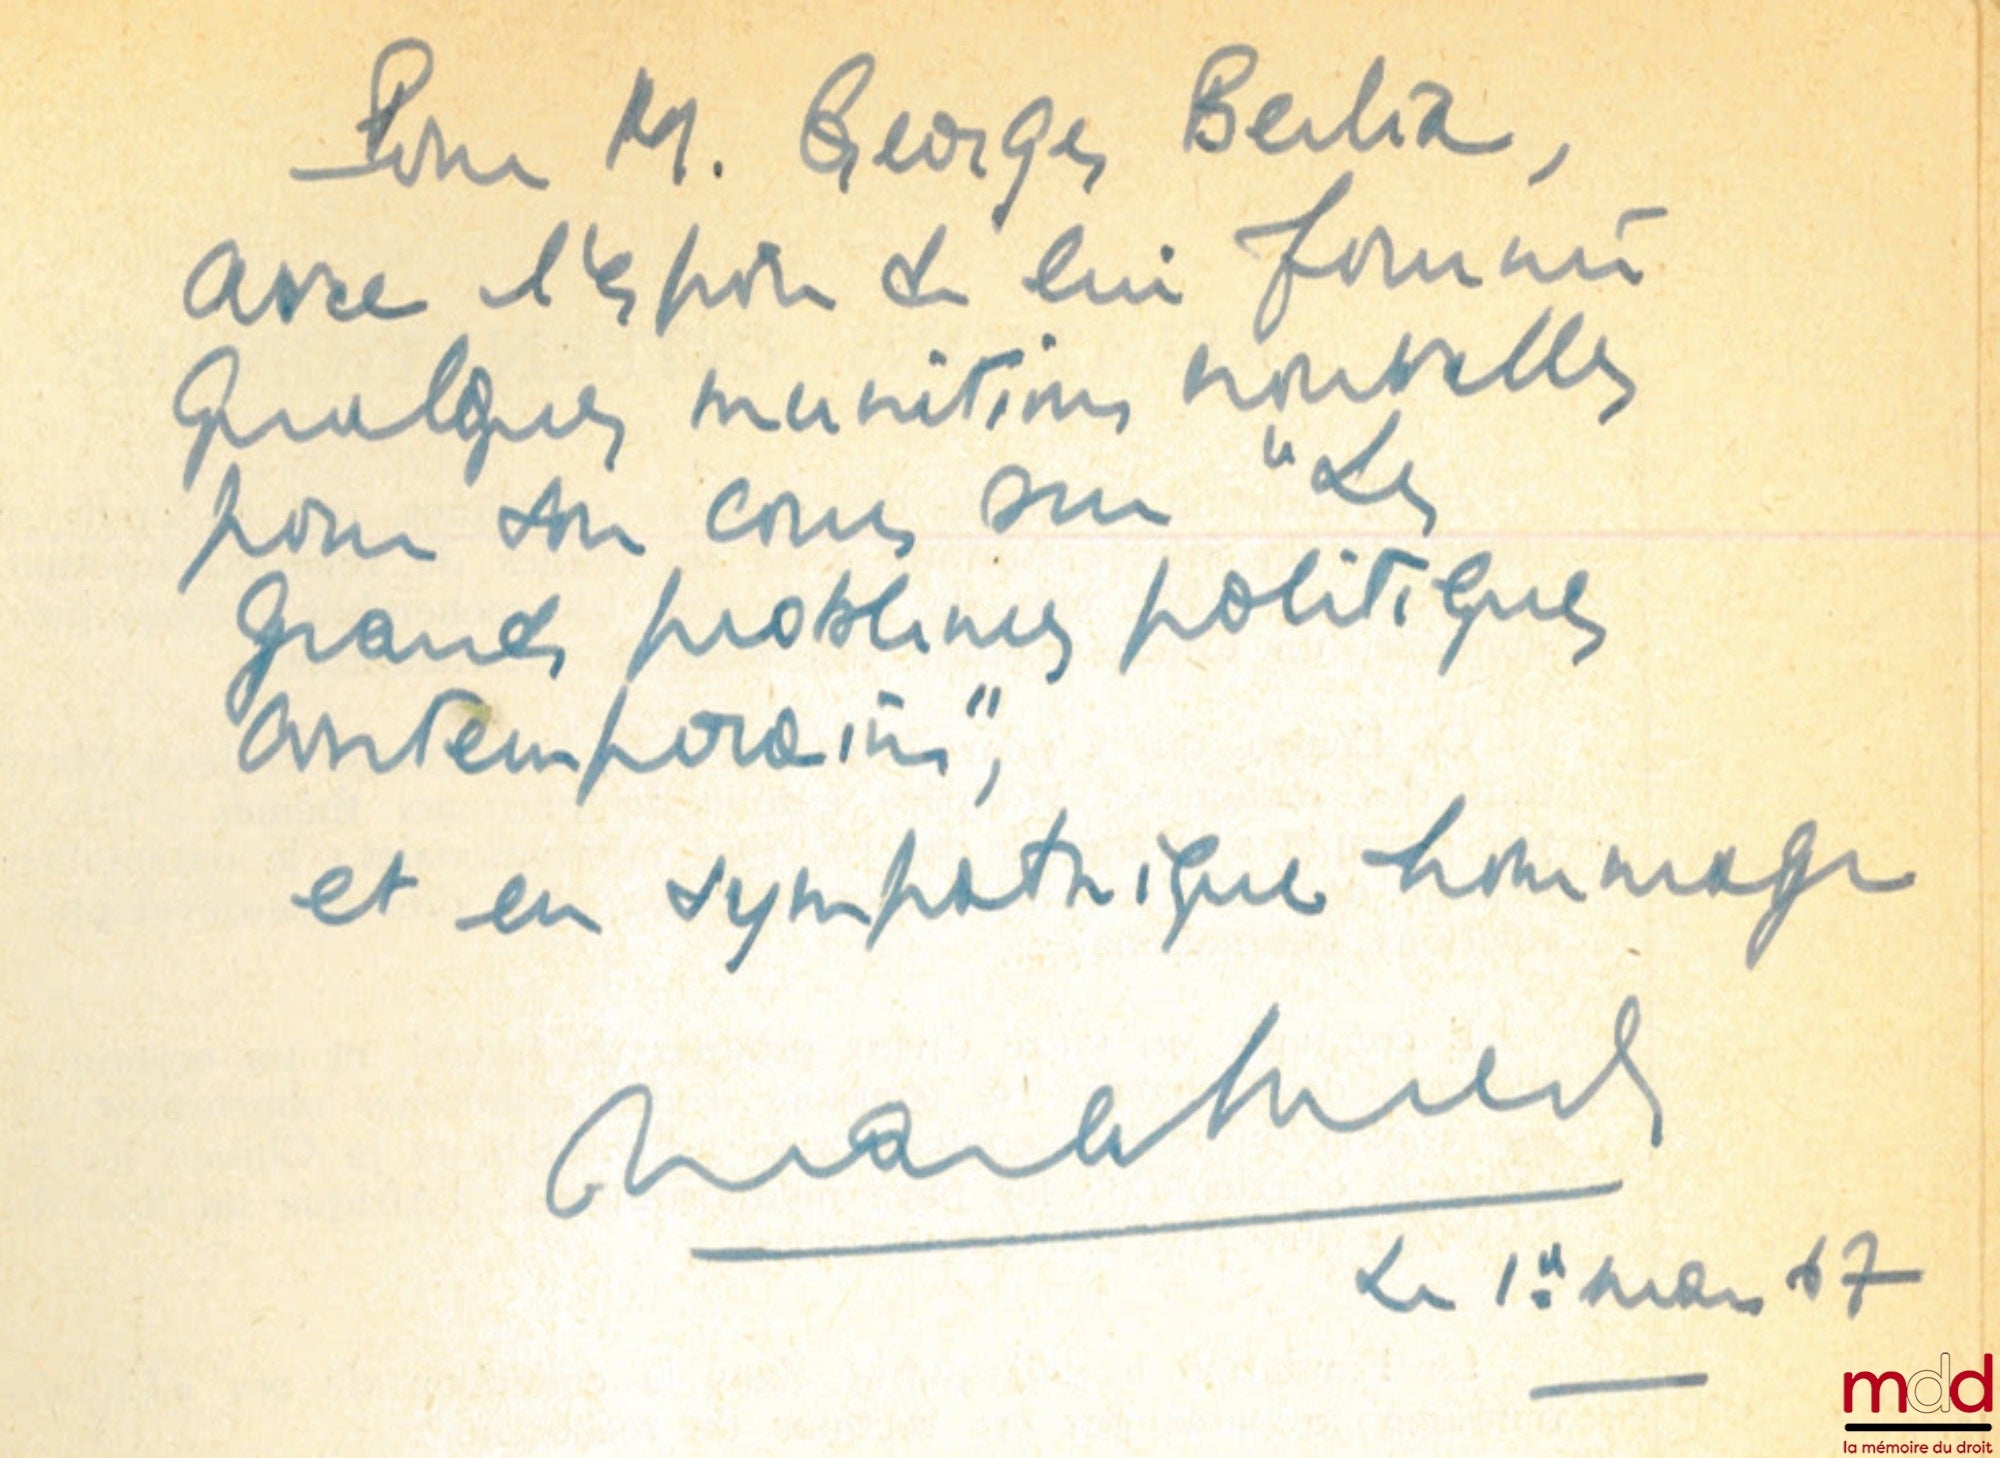 Pour M. Georges Berlia,
avec l'espoir de lui fournir
quelques munitions nouvelles
pour son cours sur "Les
grands problèmes politiques
contemporains",
et en sympathique hommage
Le 1er mars 67
mdd
la mémoire du droit